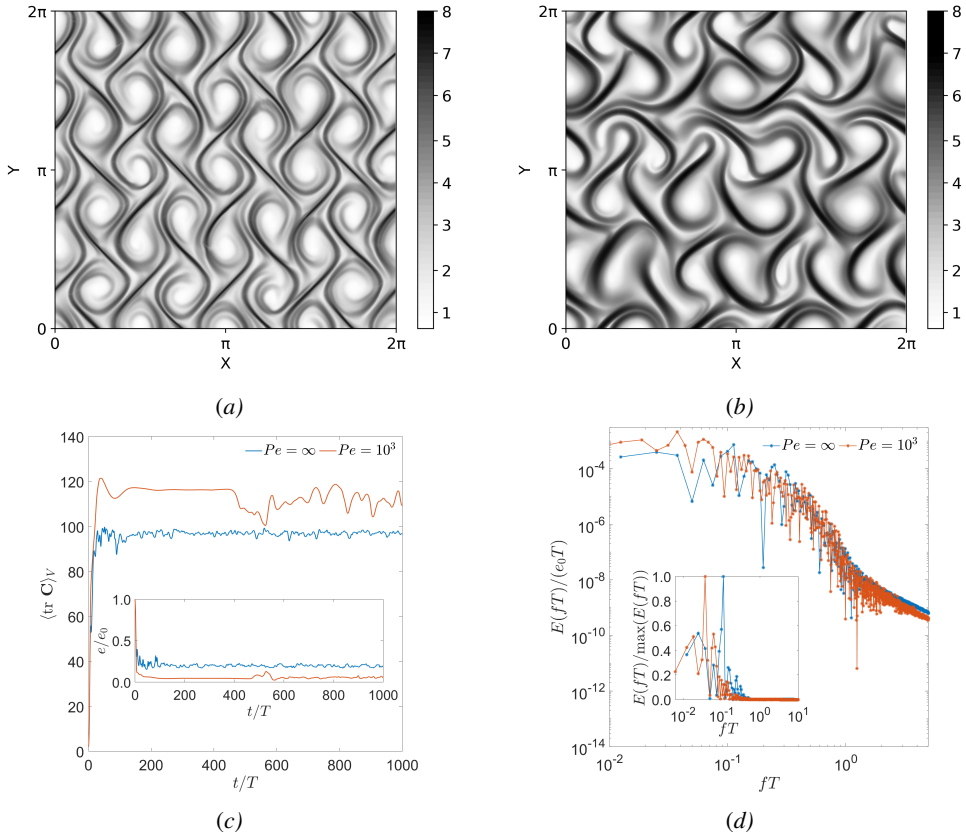 2π
π
0
Y
0
π
2π
X
8
7
6
5
4
3
2
1
(a)
2π
π
0
Y
0
π
2π
X
8
7
6
5
4
3
2
1
(b)
140
120
100
80
60
40
20
0
⟨tr C⟩V
Pe = ∞ Pe = 10³
1.0
0.5
0.0
e/e₀
0 200 400 600 800 1000
t/T
0 200 400 600 800 1000
t/T
(c)
10⁻⁴
10⁻⁶
10⁻⁸
10⁻¹⁰
10⁻¹²
10⁻¹⁴
E(fT)/(e₀T)
Pe = ∞ Pe = 10³
1.0
0.8
0.6
0.4
0.2
0
E(fT)/max(E(fT))
10⁻² 10⁻¹ 10⁰ 10
fT
10⁻² 10⁻¹ 10⁰
fT
(d)